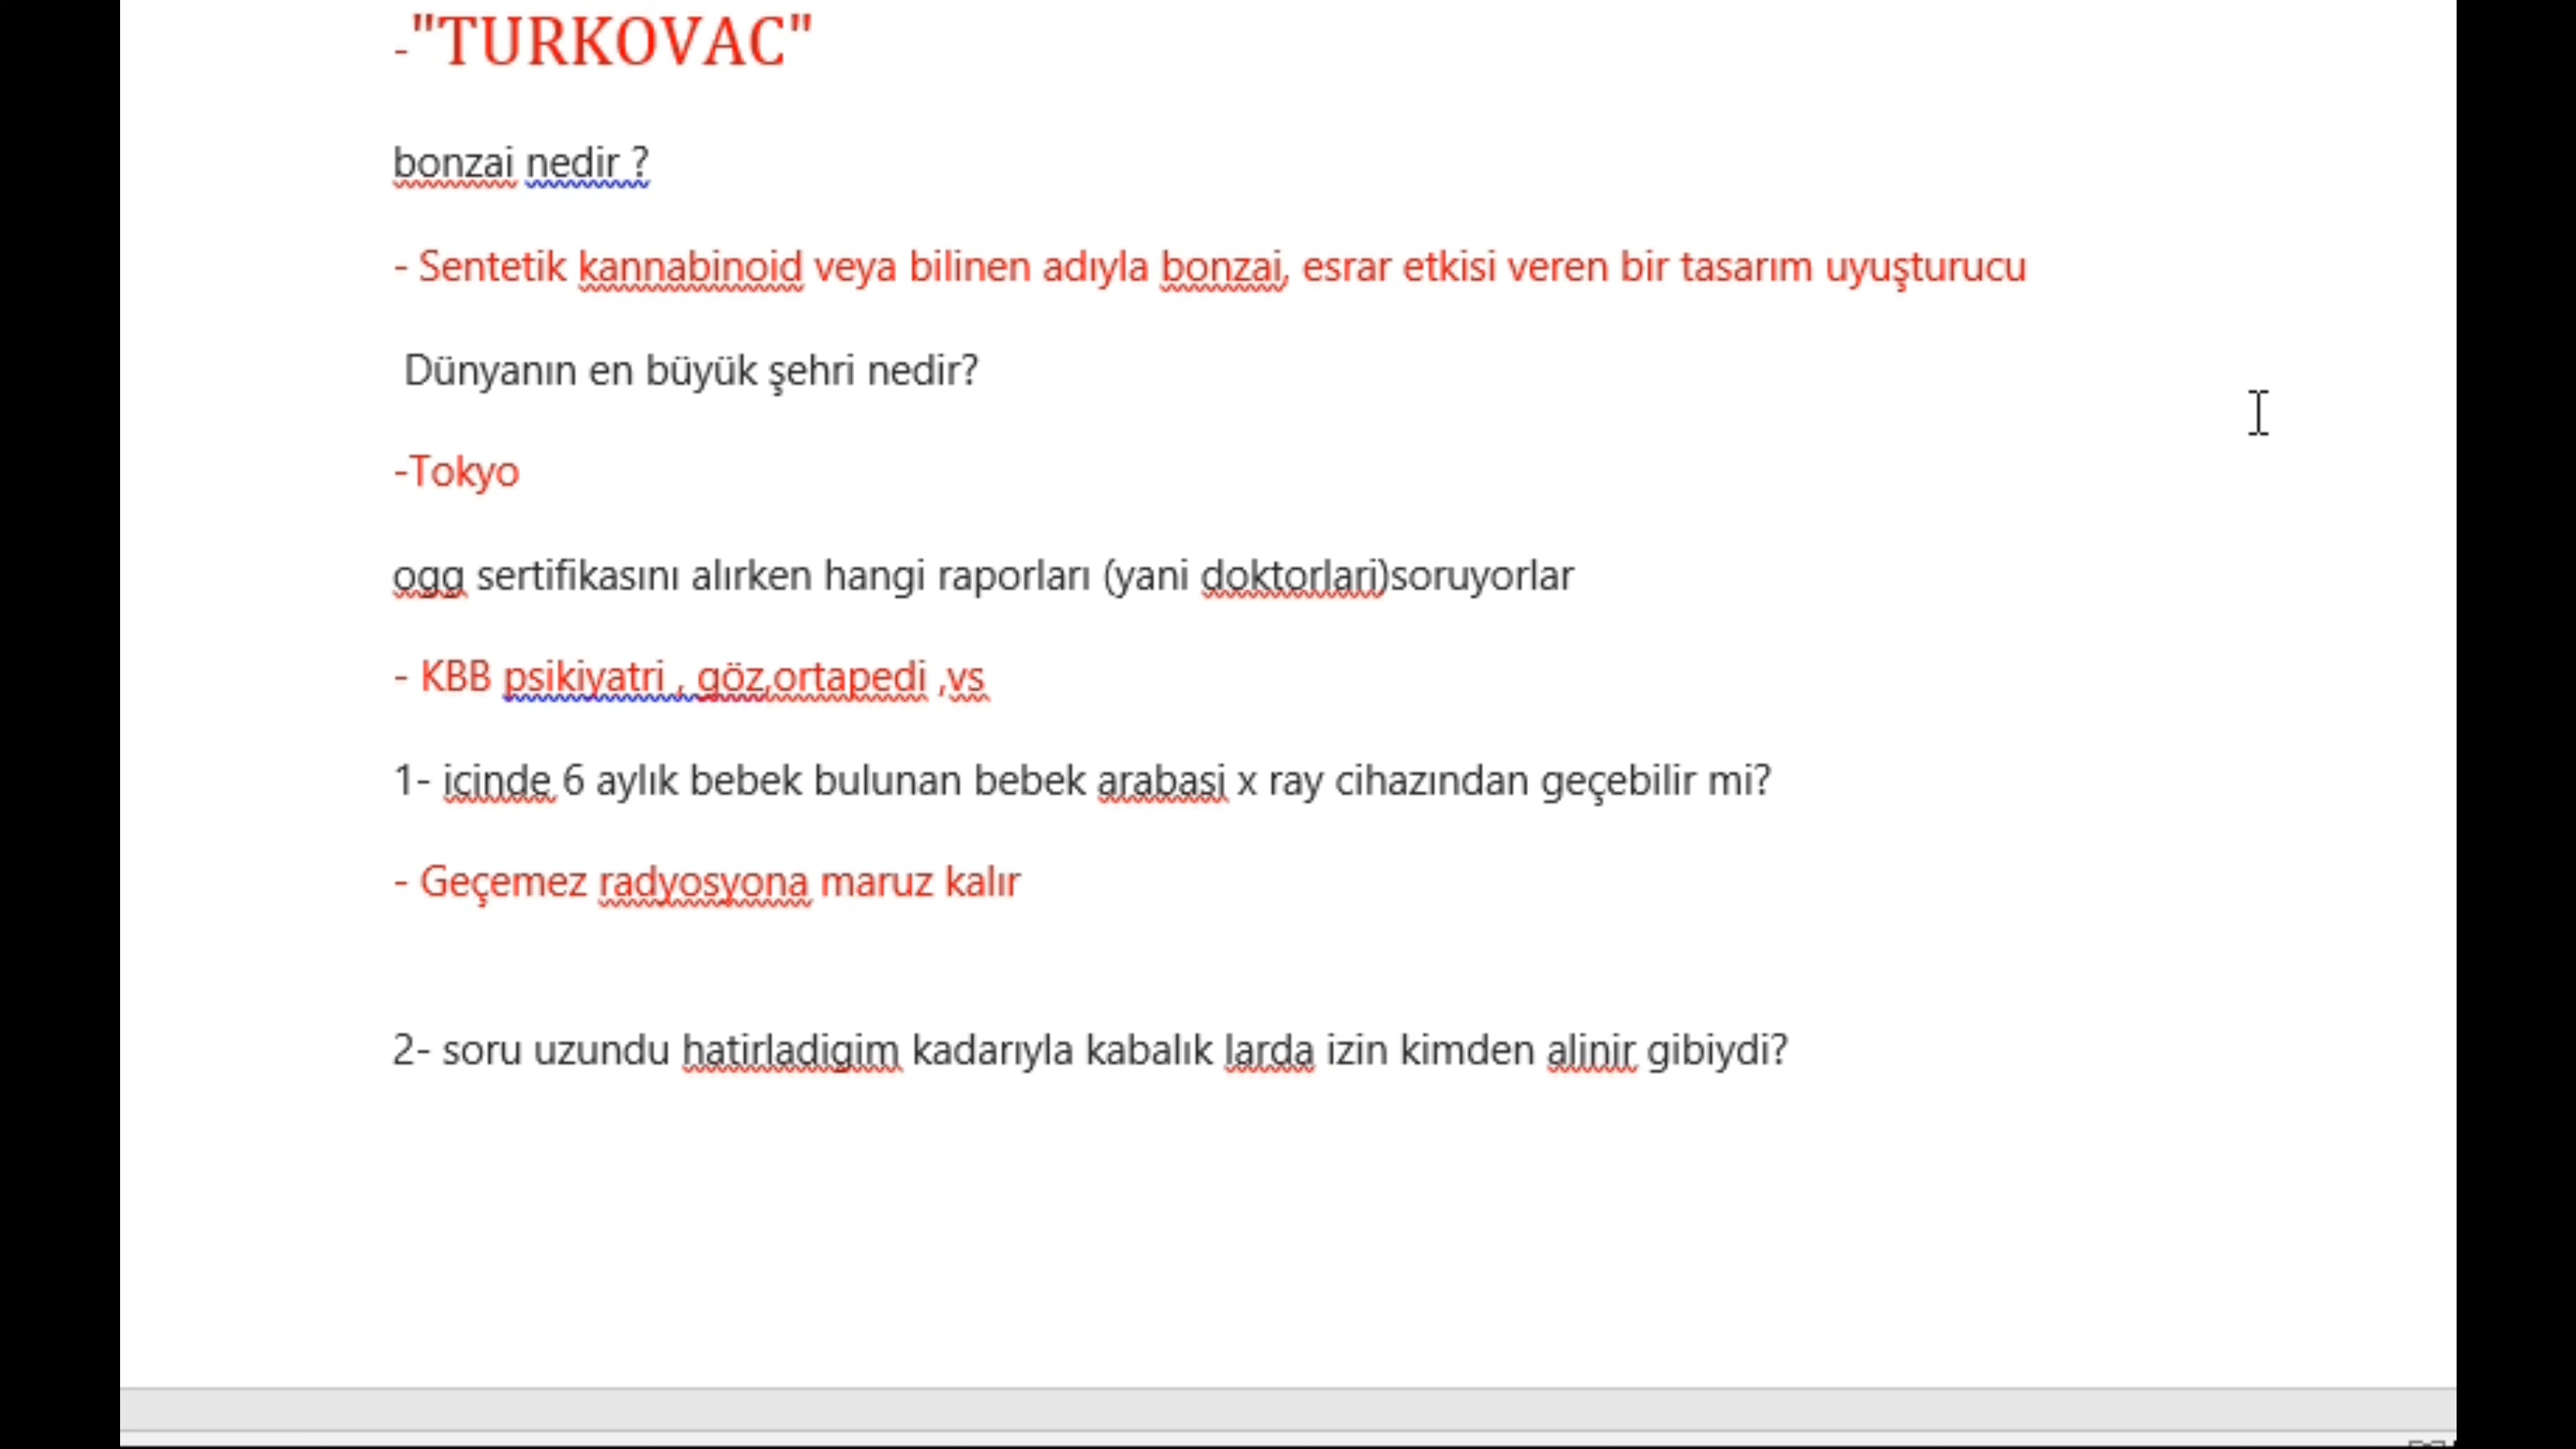 -"TURKOVAC"
bonzai nedir ?
- Sentetik kannabinoid veya bilinen adıyla bonzai, esrar etkisi veren bir tasarım uyuşturucu
Dünyanın en büyük şehri nedir?
-Tokyo
ogg sertifikasını alırken hangi raporları (yani doktorlari)soruyorlar
- KBB psikiyatri , göz,ortapedi ,vs
1- icinde 6 aylık bebek bulunan bebek arabasi x ray cihazından geçebilir mi?
- Geçemez radyosyona maruz kalır
2- soru uzundu hatirladigim kadarıyla kabalık larda izin kimden alinir gibiydi?